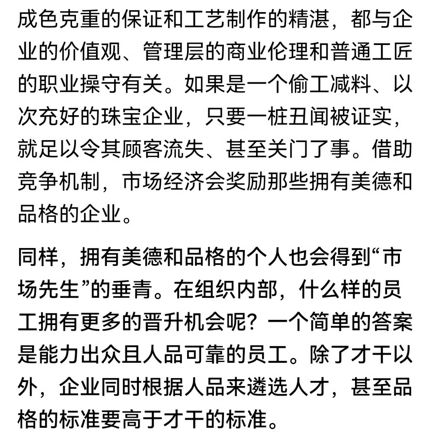 成色克重的保证和工艺制作的精湛，都与企
业的价值观、管理层的商业伦理和普通工匠
的职业操守有关。如果是一个偷工减料、以
次充好的珠宝企业，只要一桩丑闻被证实，
就足以令其顾客流失、甚至关门了事。借助
竞争机制，市场经济会奖励那些拥有美德和
品格的企业。
同样，拥有美德和品格的个人也会得到“市
场先生”的垂青。在组织内部，什么样的员
工拥有更多的晋升机会呢？一个简单的答案
是能力出众且人品可靠的员工。除了才干以
外，企业同时根据人品来遴选人才，甚至品
格的标准要高于才干的标准。